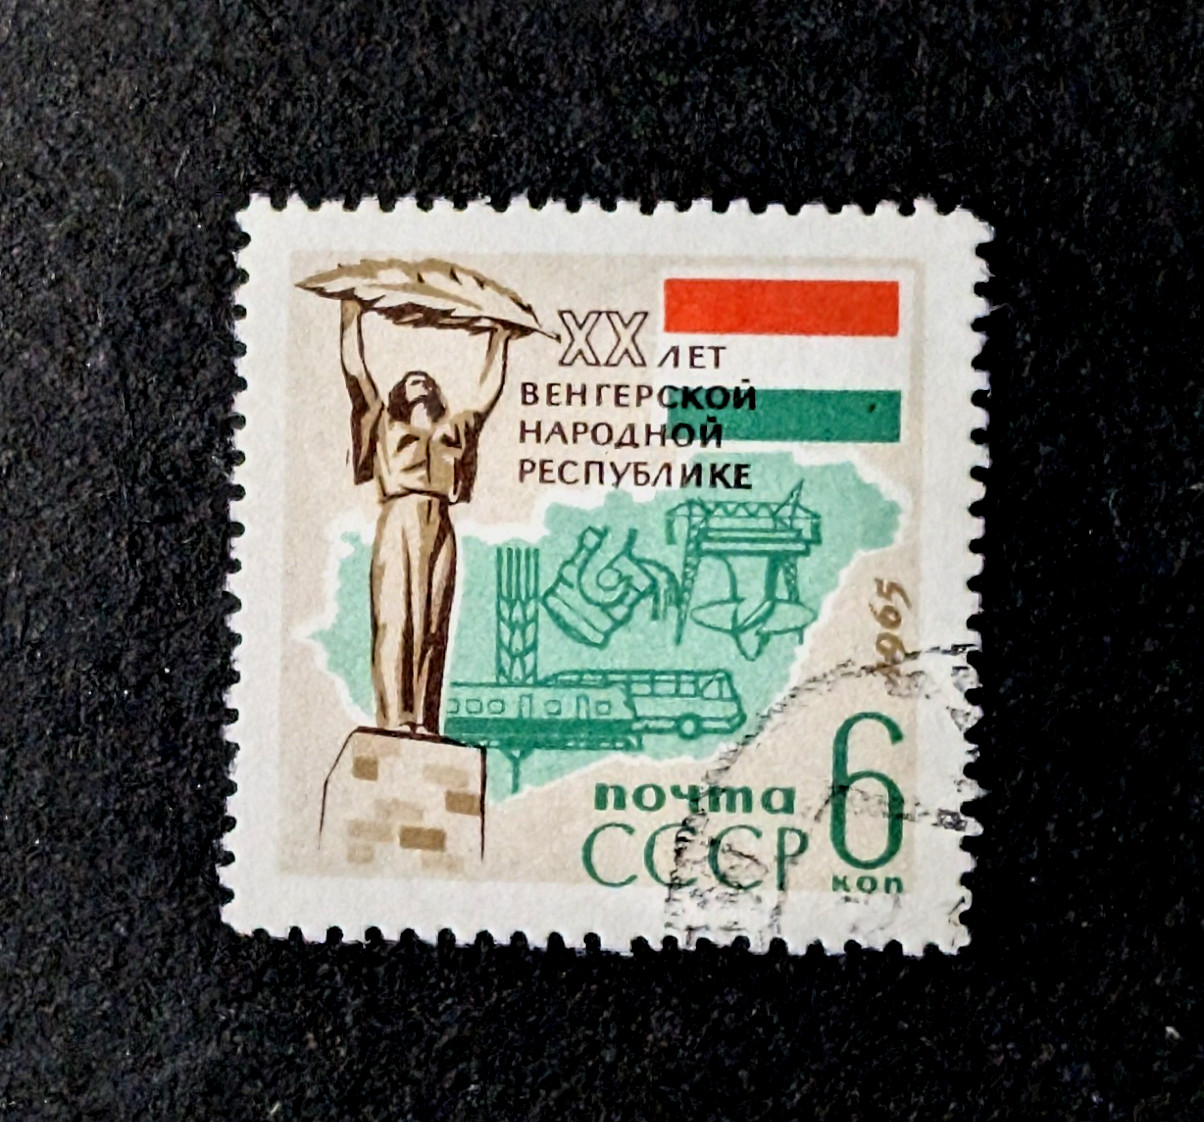 XX ЛЕТ
ВЕНГЕРСКОЙ
НАРОДНОЙ
РЕСПУБЛИКЕ
1965
почта
СССР
6
коп